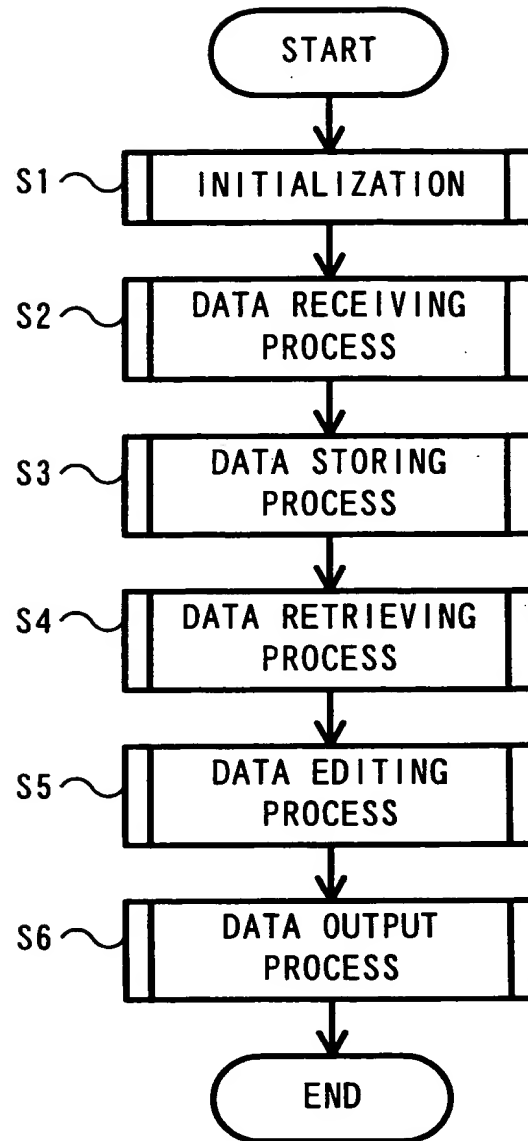 START
S1 INITIALIZATION
S2 DATA RECEIVING
PROCESS
S3 DATA STORING
PROCESS
S4 DATA RETRIEVING
PROCESS
S5 DATA EDITING
PROCESS
S6 DATA OUTPUT
PROCESS
END